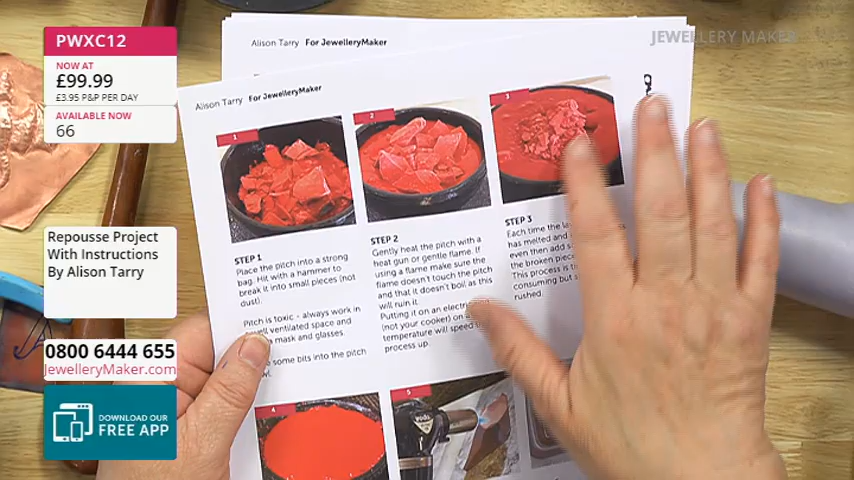 PWXC12
NOW AT
£99.99
£3.95 P&P PER DAY
AVAILABLE NOW
66
Repousse Project
With Instructions
By Alison Tarry
0800 6444 655
JewelleryMaker.com
DOWNLOAD OUR
FREE APP
JEWELLERY MAKER
Alison Tarry For JewelleryMaker
Alison Tarry For JewelleryMaker
1
2
3
STEP 1
Place the pitch into a strong
bag. Hit with a hammer to
break it into small pieces (not
dust).
Pitch is toxic - always work in
well ventilated space and
mask and glasses.
some bits into the pitch
STEP 2
Gently heat the pitch with a
heat gun or gentle flame. If
using a flame make sure the
flame doesn't touch the pitch
and that it doesn't boil as this
will ruin it.
Putting it on an electric
(not your cooker) on
temperature will speed
process up.
STEP 3
Each time the
has melted and
even then add
the broken piece
This process is
consuming but
rushed.
4
5